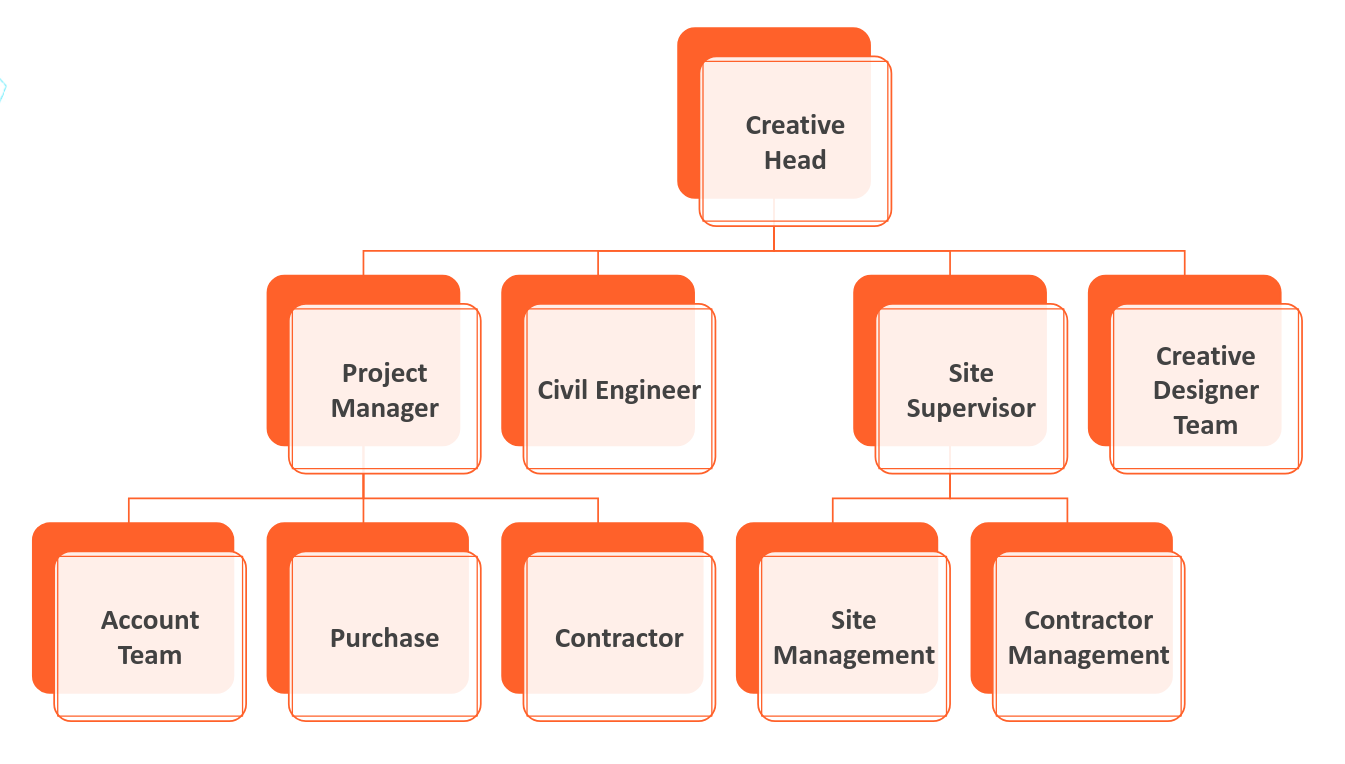 Creative
Head
Project
Manager
Civil Engineer
Site
Supervisor
Creative
Designer
Team
Account
Team
Purchase
Contractor
Site
Management
Contractor
Management